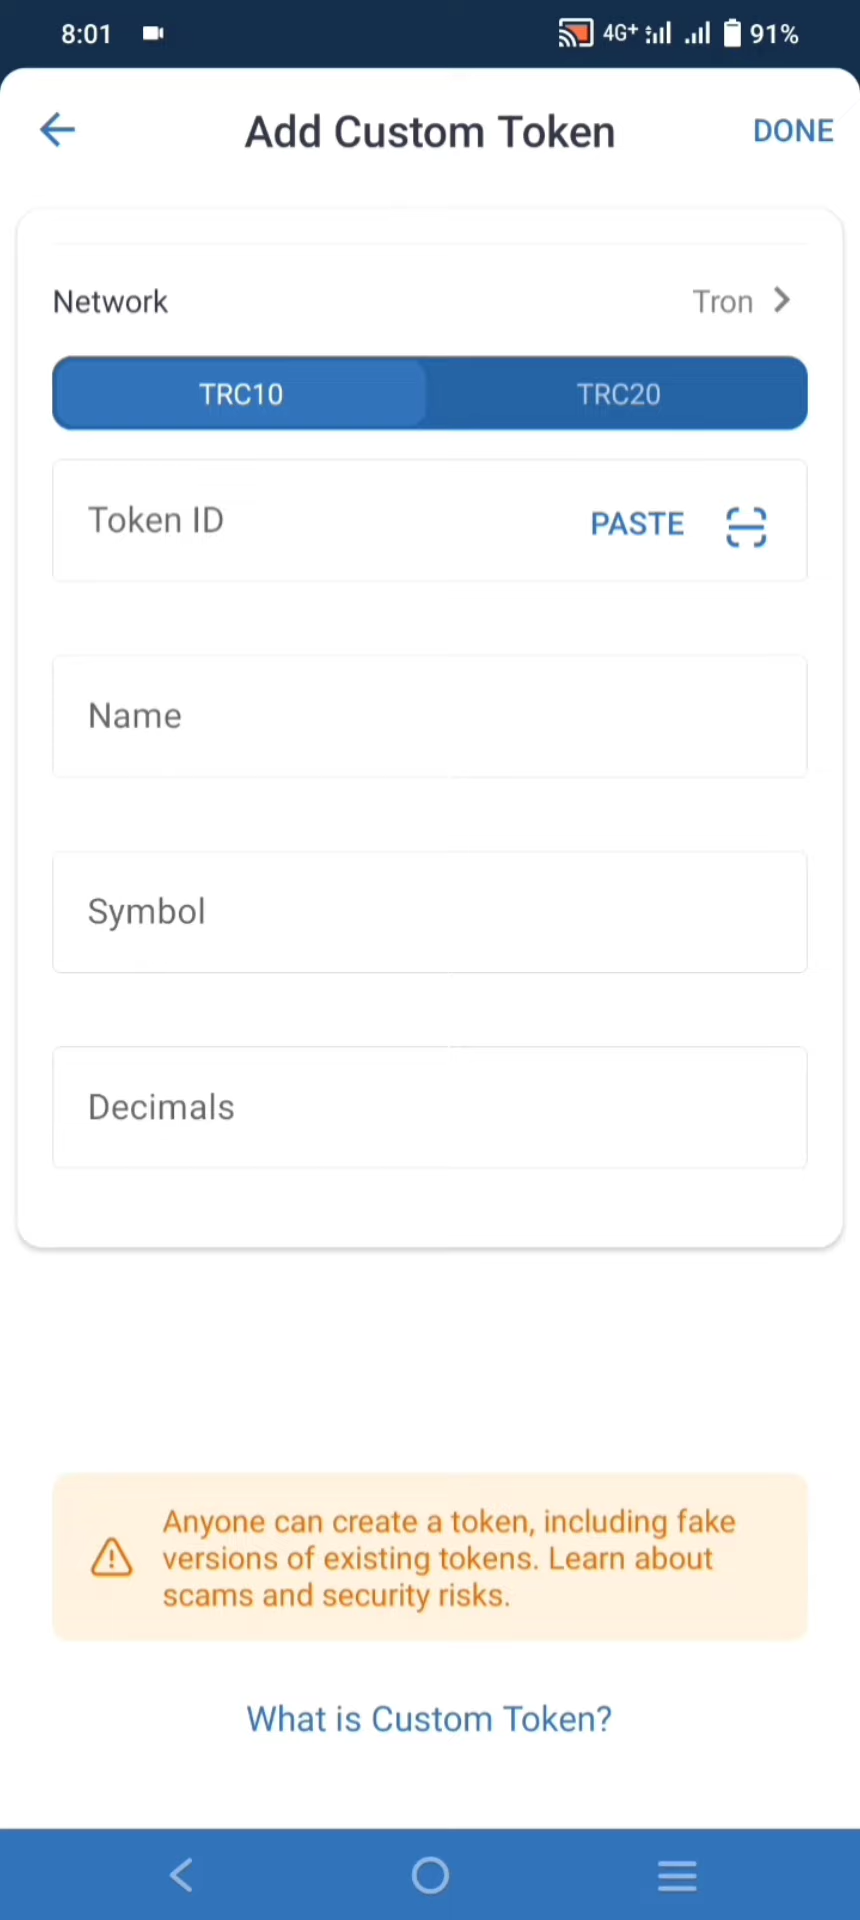 8:01 4G+ 91%
Add Custom Token DONE
Network Tron
TRC10 TRC20
Token ID PASTE
Name
Symbol
Decimals
Anyone can create a token, including fake
versions of existing tokens. Learn about
scams and security risks.
What is Custom Token?